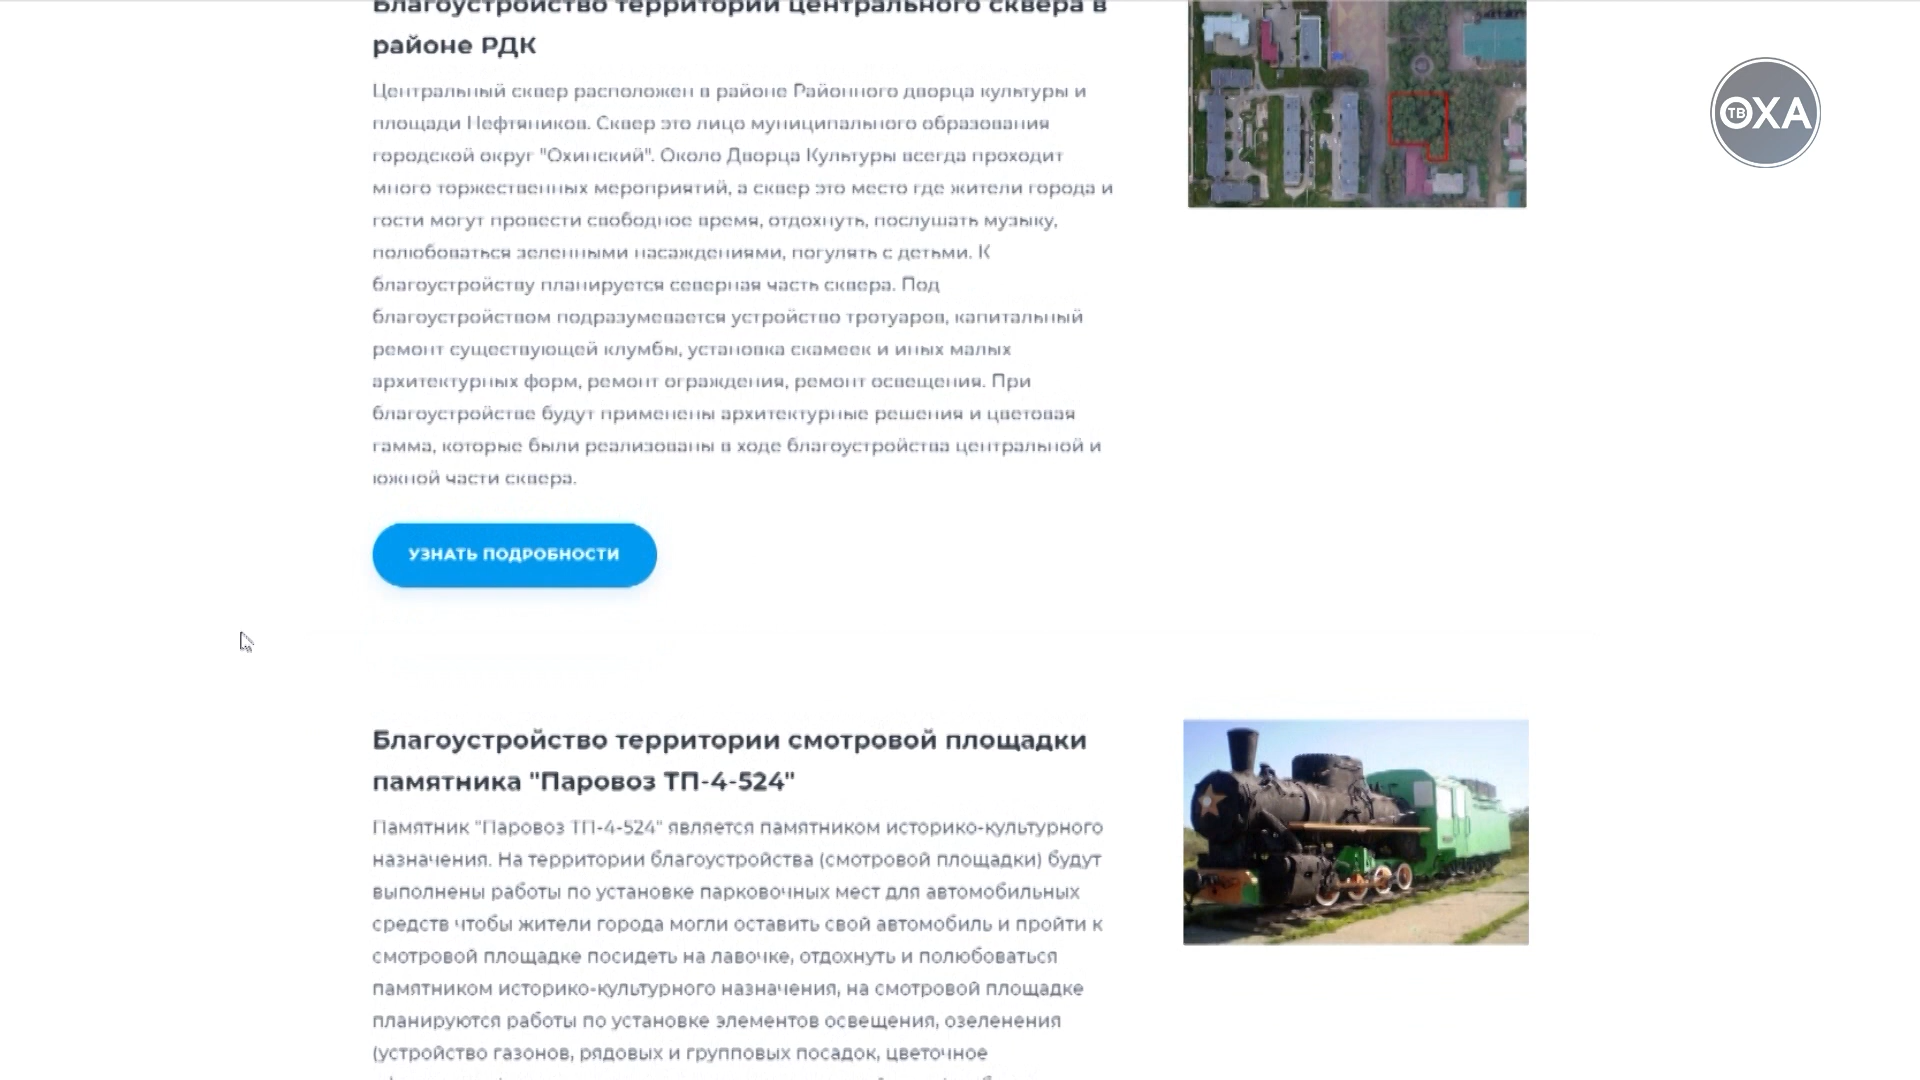 Благоустройство территории центрального сквера в
районе РДК
Центральный сквер расположен в районе Районного дворца культуры и
площади Нефтяников. Сквер это лицо муниципального образования
городской округ "Охинский". Около Дворца Культуры всегда проходит
много торжественных мероприятий, а сквер это место где жители города и
гости могут провести свободное время, отдохнуть, послушать музыку,
полюбоваться зелеными насаждениями, погулять с детьми. К
благоустройству планируется северная часть сквера. Под
благоустройством подразумевается устройство тротуаров, капитальный
ремонт существующей клумбы, установка скамеек и иных малых
архитектурных форм, ремонт ограждения, ремонт освещения. При
благоустройстве будут применены архитектурные решения и цветовая
гамма, которые были реализованы в ходе благоустройства центральной и
южной части сквера.
УЗНАТЬ ПОДРОБНОСТИ
Благоустройство территории смотровой площадки
памятника "Паровоз ТП-4-524"
Памятник "Паровоз ТП-4-524" является памятником историко-культурного
назначения. На территории благоустройства (смотровой площадки) будут
выполнены работы по установке парковочных мест для автомобильных
средств чтобы жители города могли оставить свой автомобиль и пройти к
смотровой площадке посидеть на лавочке, отдохнуть и полюбоваться
памятником историко-культурного назначения, на смотровой площадке
планируются работы по установке элементов освещения, озеленения
(устройство газонов, рядовых и групповых посадок, цветочное
ТВ ОХА